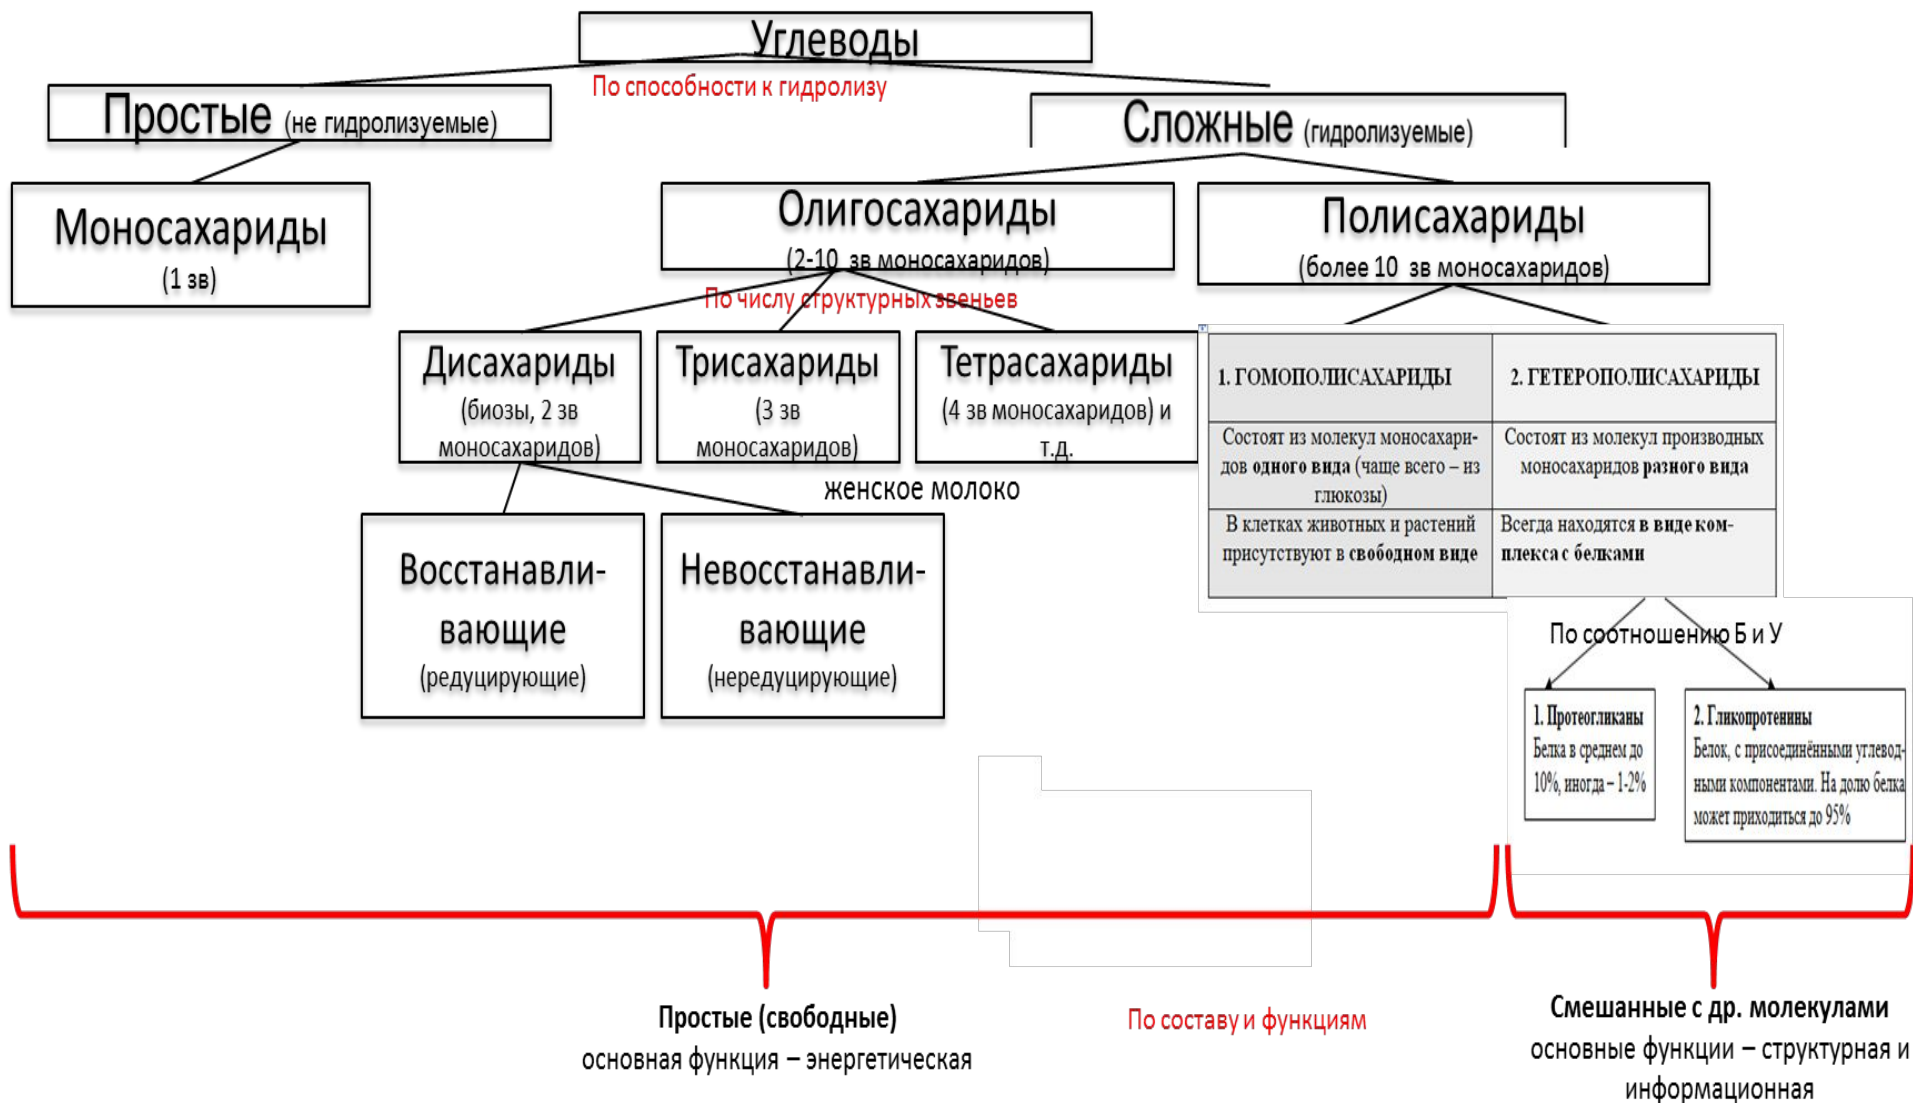 Углеводы
По способности к гидролизу
Простые (не гидролизуемые)
Сложные (гидролизуемые)
Моносахариды
(1 зв)
Олигосахариды
(2-10 зв моносахаридов)
Полисахариды
(более 10 зв моносахаридов)
По числу структурных звеньев
Дисахариды
(биозы, 2 зв
моносахаридов)
Трисахариды
(3 зв
моносахаридов)
Тетрасахариды
(4 зв моносахаридов) и
т.д.
женское молоко
1. ГОМОПОЛИСАХАРИДЫ
2. ГЕТЕРОПОЛИСАХАРИДЫ
Состоят из молекул моносахари-
дов одного вида (чаще всего – из
глюкозы)
Состоят из молекул производных
моносахаридов разного вида
В клетках животных и растений
присутствуют в свободном виде
Всегда находятся в виде ком-
плекса с белками
Восстанавли-
вающие
(редуцирующие)
Невосстанавли-
вающие
(нередуцирующие)
По соотношению Б и У
1. Протеогликаны
Белка в среднем до
10%, иногда – 1-2%
2. Гликопротенины
Белок, с присоединёнными углевод-
ными компонентами. На долю белка
может приходиться до 95%
Простые (свободные)
основная функция – энергетическая
По составу и функциям
Смешанные с др. молекулами
основные функции – структурная и
информационная